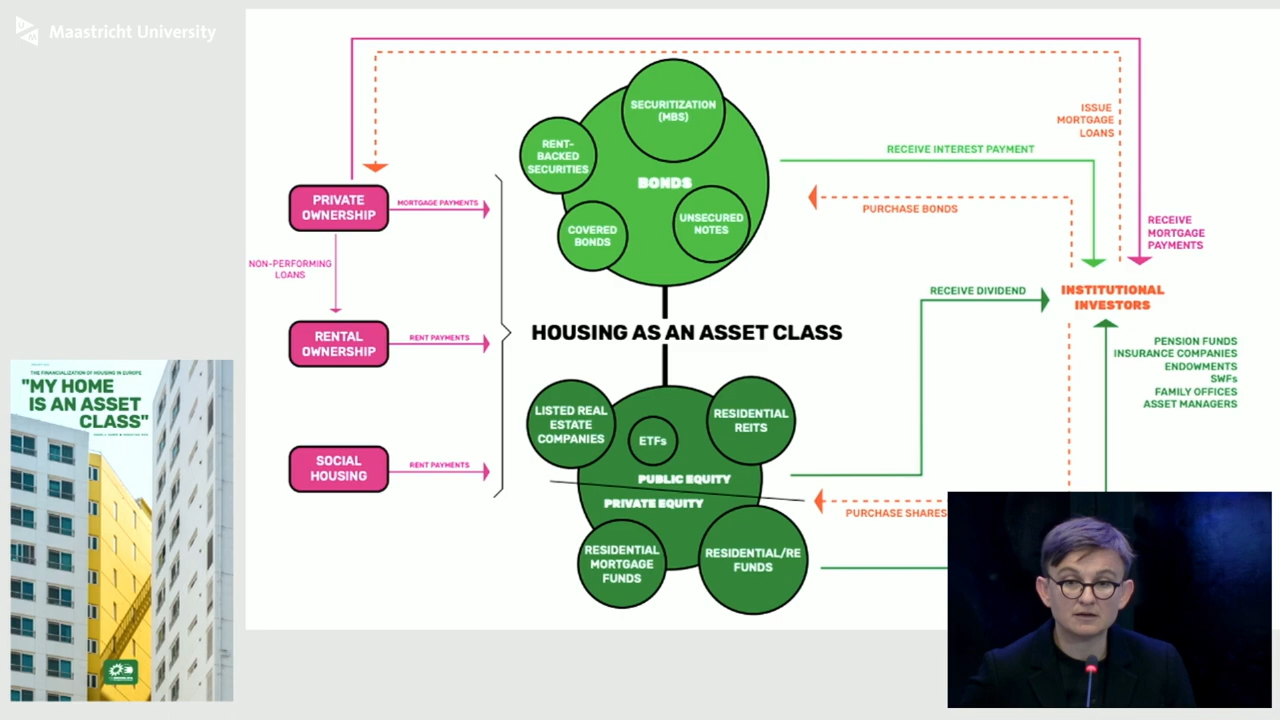 Maastricht University
ISSUE
MORTGAGE
LOANS
SECURITIZATION
(MBS)
RENT-
BACKED
SECURITIES
BONDS
RECEIVE INTEREST PAYMENT
PRIVATE
OWNERSHIP
MORTGAGE PAYMENTS
PURCHASE BONDS
UNSECURED
NOTES
COVERED
BONDS
RECEIVE
MORTGAGE
PAYMENTS
NON-PERFORMING
LOANS
RECEIVE DIVIDEND
INSTITUTIONAL
INVESTORS
RENTAL
OWNERSHIP
RENT PAYMENTS
HOUSING AS AN ASSET CLASS
PENSION FUNDS
INSURANCE COMPANIES
ENDOWMENTS
SWFs
FAMILY OFFICES
ASSET MANAGERS
THE FINANCIALIZATION OF HOUSING IN EUROPE
"MY HOME
IS AN ASSET
CLASS"
LISTED REAL
ESTATE
COMPANIES
ETFs
RESIDENTIAL
REITS
SOCIAL
HOUSING
RENT PAYMENTS
PUBLIC EQUITY
PRIVATE EQUITY
PURCHASE SHARES
RESIDENTIAL
MORTGAGE
FUNDS
RESIDENTIAL/RE
FUNDS